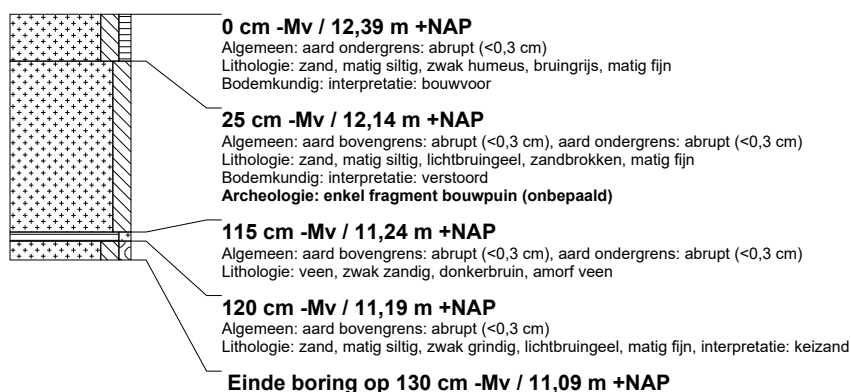 0 cm -Mv / 12,39 m +NAP
Algemeen: aard ondergrens: abrupt (<0,3 cm)
Lithologie: zand, matig siltig, zwak humeus, bruingrijs, matig fijn
Bodemkundig: interpretatie: bouwvoor
25 cm -Mv / 12,14 m +NAP
Algemeen: aard bovengrens: abrupt (<0,3 cm), aard ondergrens: abrupt (<0,3 cm)
Lithologie: zand, matig siltig, lichtbruingeel, zandbrokken, matig fijn
Bodemkundig: interpretatie: verstoord
Archeologie: enkel fragment bouwpuin (onbepaald)
115 cm -Mv / 11,24 m +NAP
Algemeen: aard bovengrens: abrupt (<0,3 cm), aard ondergrens: abrupt (<0,3 cm)
Lithologie: veen, zwak zandig, donkerbruin, amorf veen
120 cm -Mv / 11,19 m +NAP
Algemeen: aard bovengrens: abrupt (<0,3 cm)
Lithologie: zand, matig siltig, zwak grindig, lichtbruingeel, matig fijn, interpretatie: keizand
Einde boring op 130 cm -Mv / 11,09 m +NAP